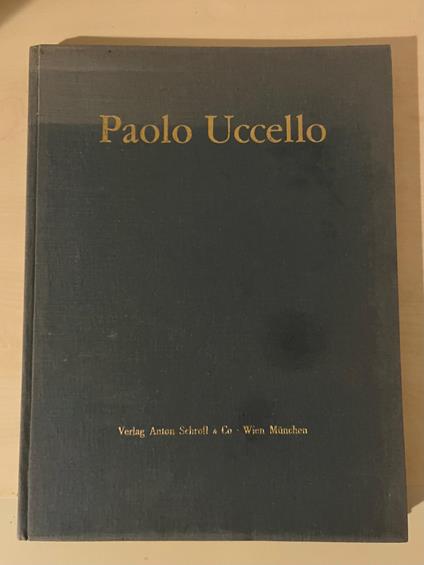 Paolo Uccello
Verlag Anton Schroll & Co · Wien München